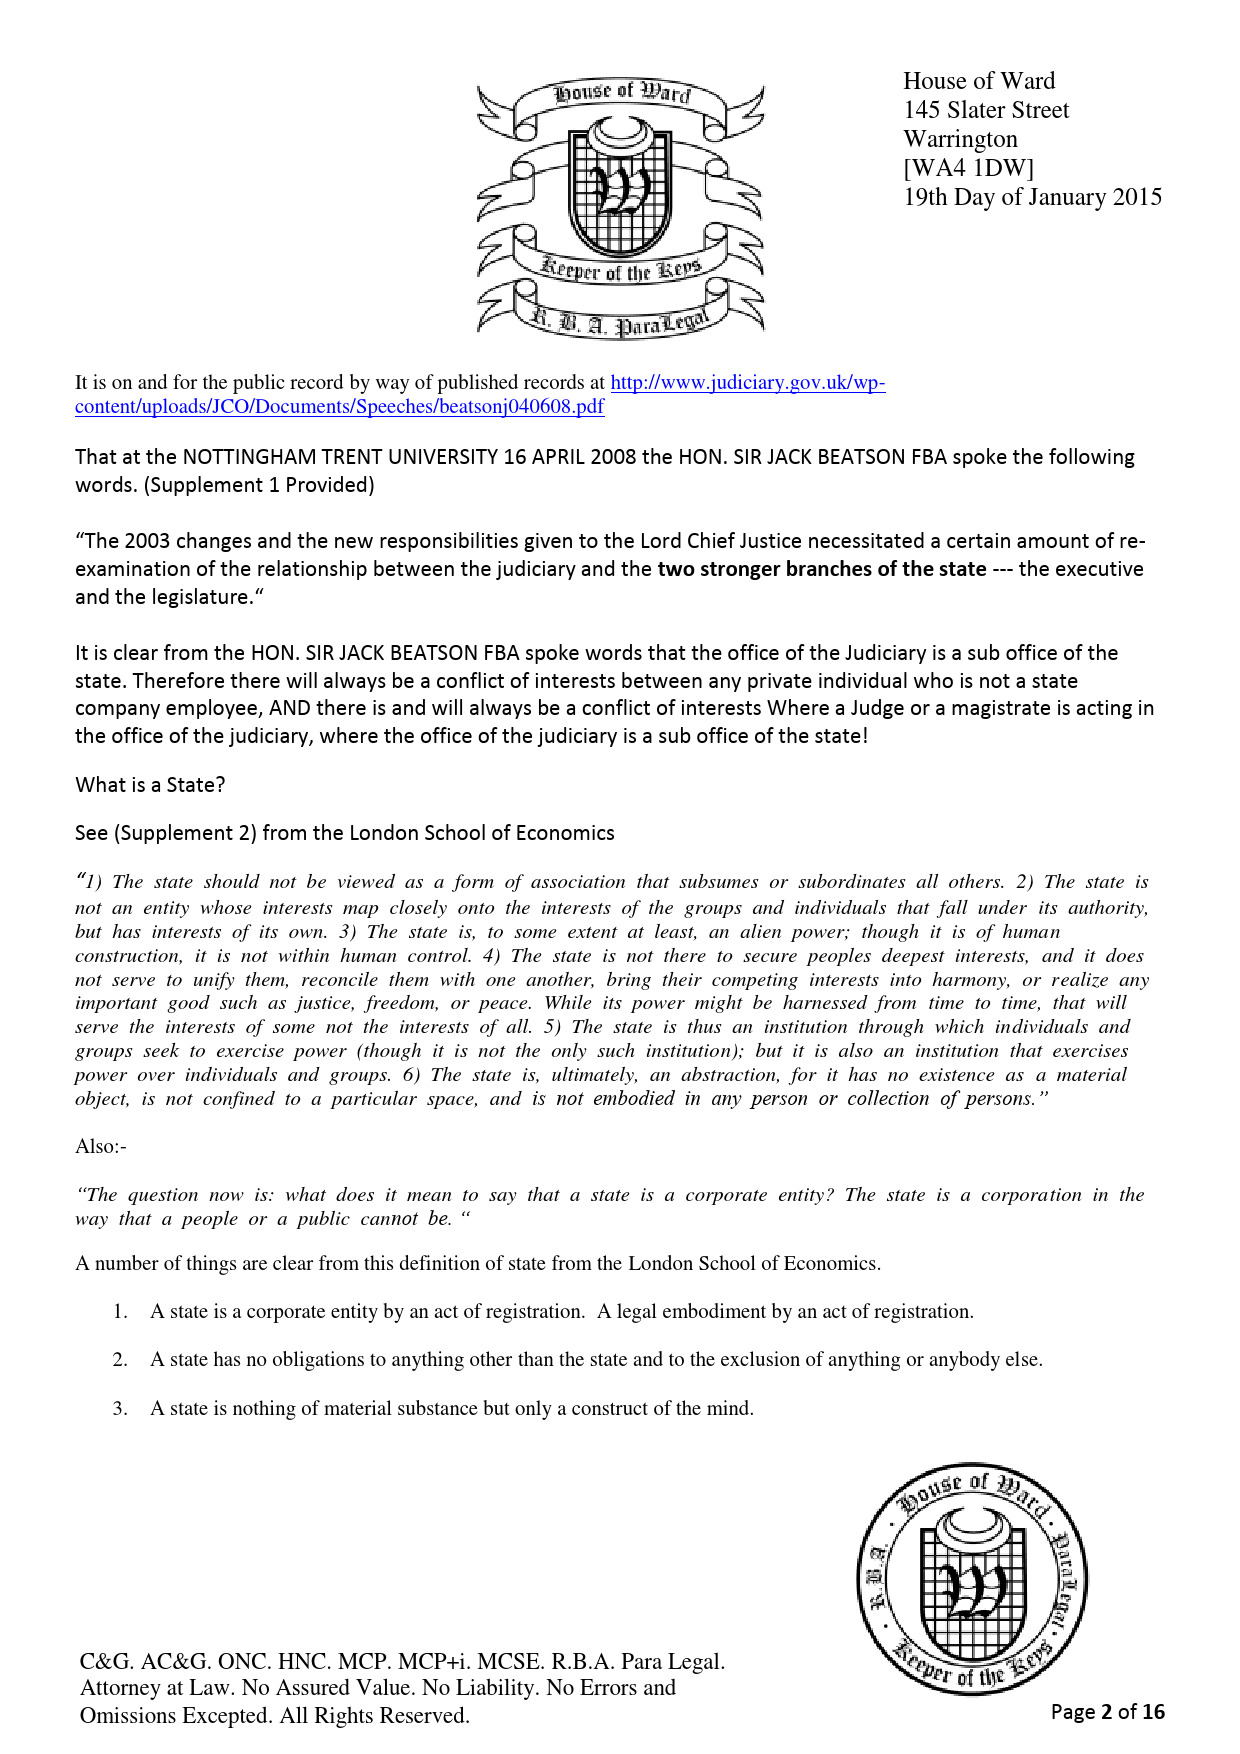 House of Ward
Keeper of the Keys
R. B. A. ParaLegal
House of Ward
145 Slater Street
Warrington
[WA4 1DW]
19th Day of January 2015
It is on and for the public record by way of published records at http://www.judiciary.gov.uk/wp-
content/uploads/JCO/Documents/Speeches/beatsonj040608.pdf
That at the NOTTINGHAM TRENT UNIVERSITY 16 APRIL 2008 the HON. SIR JACK BEATSON FBA spoke the following
words. (Supplement 1 Provided)
“The 2003 changes and the new responsibilities given to the Lord Chief Justice necessitated a certain amount of re-
examination of the relationship between the judiciary and the two stronger branches of the state --- the executive
and the legislature.“
It is clear from the HON. SIR JACK BEATSON FBA spoke words that the office of the Judiciary is a sub office of the
state. Therefore there will always be a conflict of interests between any private individual who is not a state
company employee, AND there is and will always be a conflict of interests Where a Judge or a magistrate is acting in
the office of the judiciary, where the office of the judiciary is a sub office of the state!
What is a State?
See (Supplement 2) from the London School of Economics
“1) The state should not be viewed as a form of association that subsumes or subordinates all others. 2) The state is
not an entity whose interests map closely onto the interests of the groups and individuals that fall under its authority,
but has interests of its own. 3) The state is, to some extent at least, an alien power; though it is of human
construction, it is not within human control. 4) The state is not there to secure peoples deepest interests, and it does
not serve to unify them, reconcile them with one another, bring their competing interests into harmony, or realize any
important good such as justice, freedom, or peace. While its power might be harnessed from time to time, that will
serve the interests of some not the interests of all. 5) The state is thus an institution through which individuals and
groups seek to exercise power (though it is not the only such institution); but it is also an institution that exercises
power over individuals and groups. 6) The state is, ultimately, an abstraction, for it has no existence as a material
object, is not confined to a particular space, and is not embodied in any person or collection of persons.”
Also:-
“The question now is: what does it mean to say that a state is a corporate entity? The state is a corporation in the
way that a people or a public cannot be. “
A number of things are clear from this definition of state from the London School of Economics.
1. A state is a corporate entity by an act of registration. A legal embodiment by an act of registration.
2. A state has no obligations to anything other than the state and to the exclusion of anything or anybody else.
3. A state is nothing of material substance but only a construct of the mind.
· House of Ward · ParaLegal · Keeper of the Keys · R.B.A.
C&G. AC&G. ONC. HNC. MCP. MCP+i. MCSE. R.B.A. Para Legal.
Attorney at Law. No Assured Value. No Liability. No Errors and
Omissions Excepted. All Rights Reserved.
Page 2 of 16